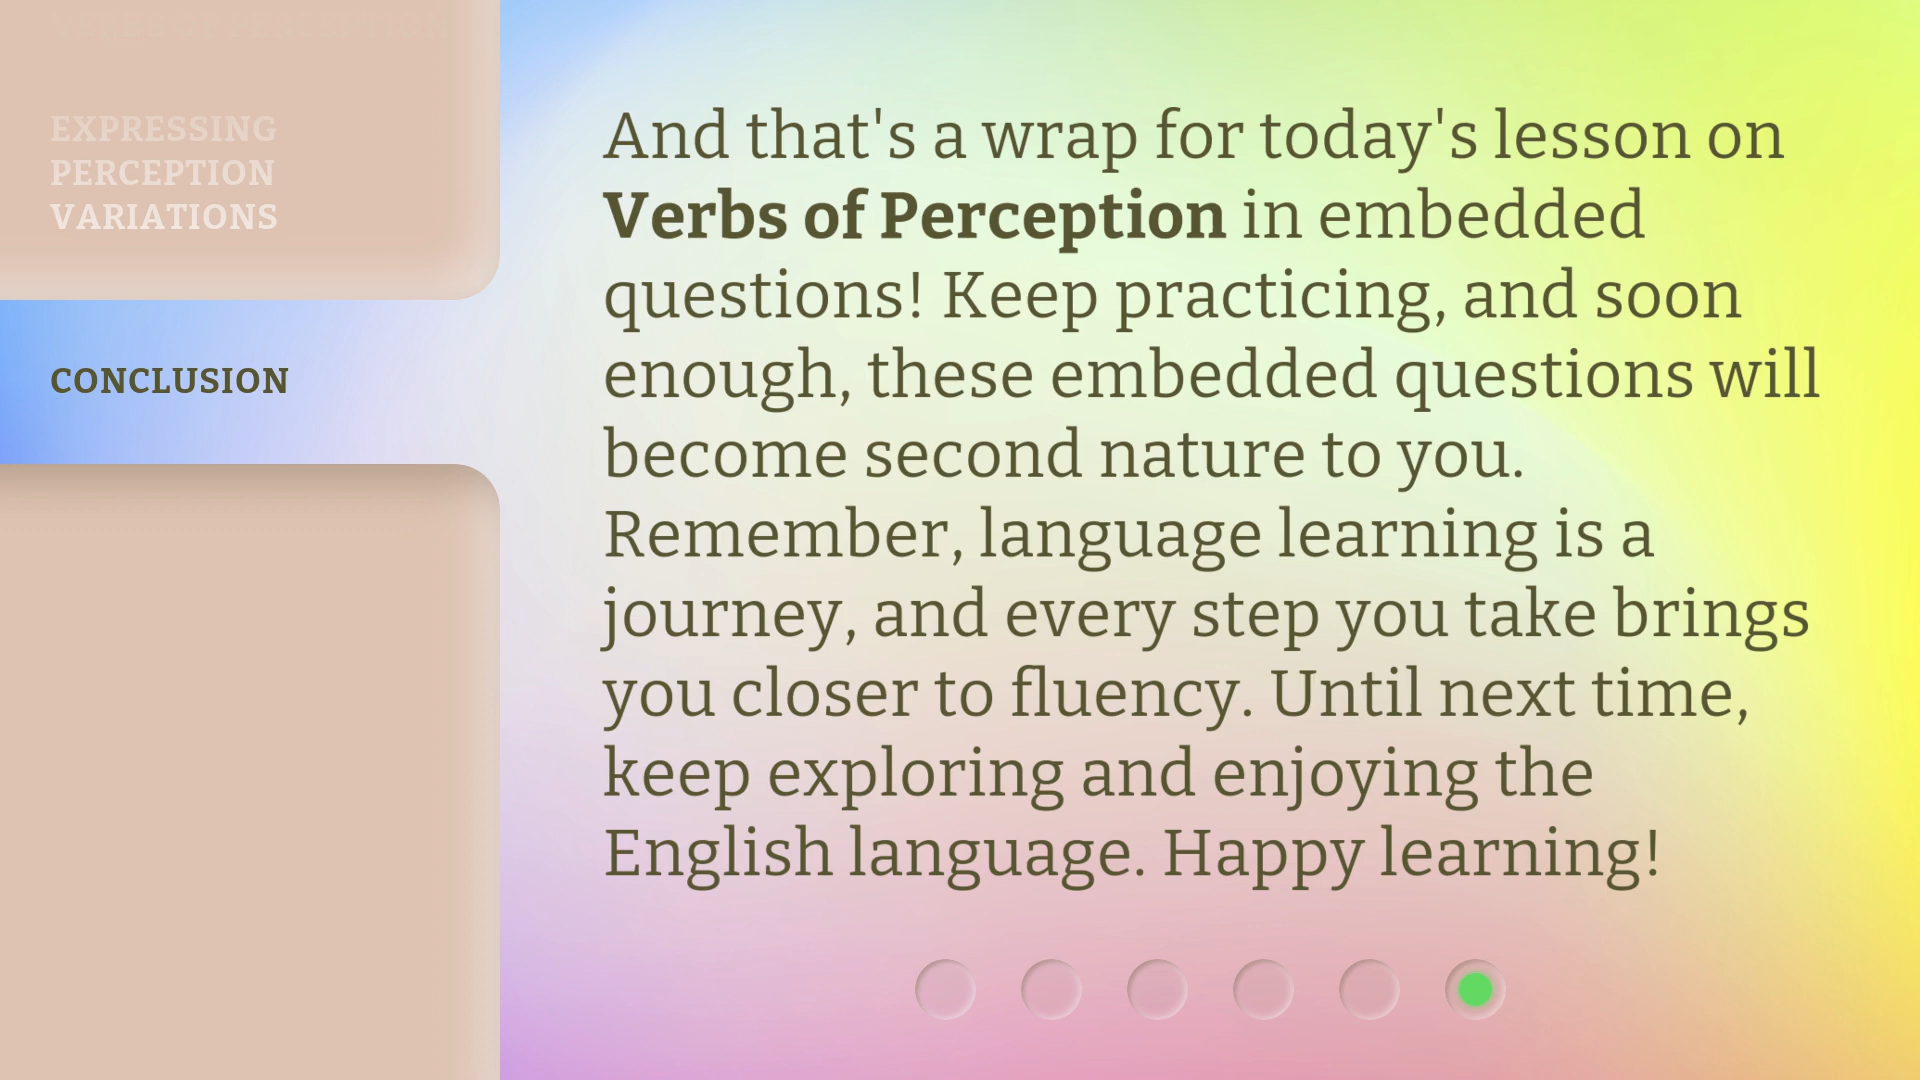 EXPRESSING
PERCEPTION
VARIATIONS
CONCLUSION
And that's a wrap for today's lesson on
Verbs of Perception in embedded
questions! Keep practicing, and soon
enough, these embedded questions will
become second nature to you.
Remember, language learning is a
journey, and every step you take brings
you closer to fluency. Until next time,
keep exploring and enjoying the
English language. Happy learning!